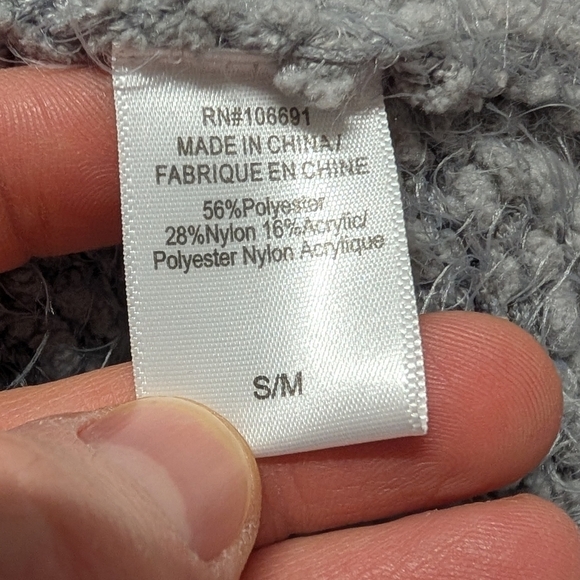 RN#106691
MADE IN CHINA/
FABRIQUE EN CHINE
56%Polyester
28%Nylon 16%Acrylic/
Polyester Nylon Acrylique
S/M